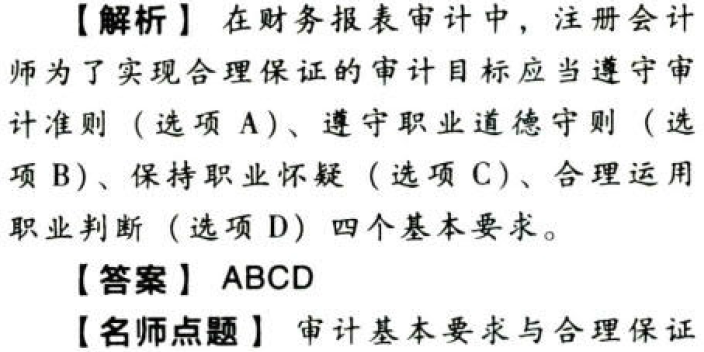 【解析】 在财务报表审计中，注册会计
师为了实现合理保证的审计目标应当遵守审
计准则（选项 A）、遵守职业道德守则（选
项 B）、保持职业怀疑（选项 C）、合理运用
职业判断（选项 D）四个基本要求。
【答案】 ABCD
【名师点题】 审计基本要求与合理保证